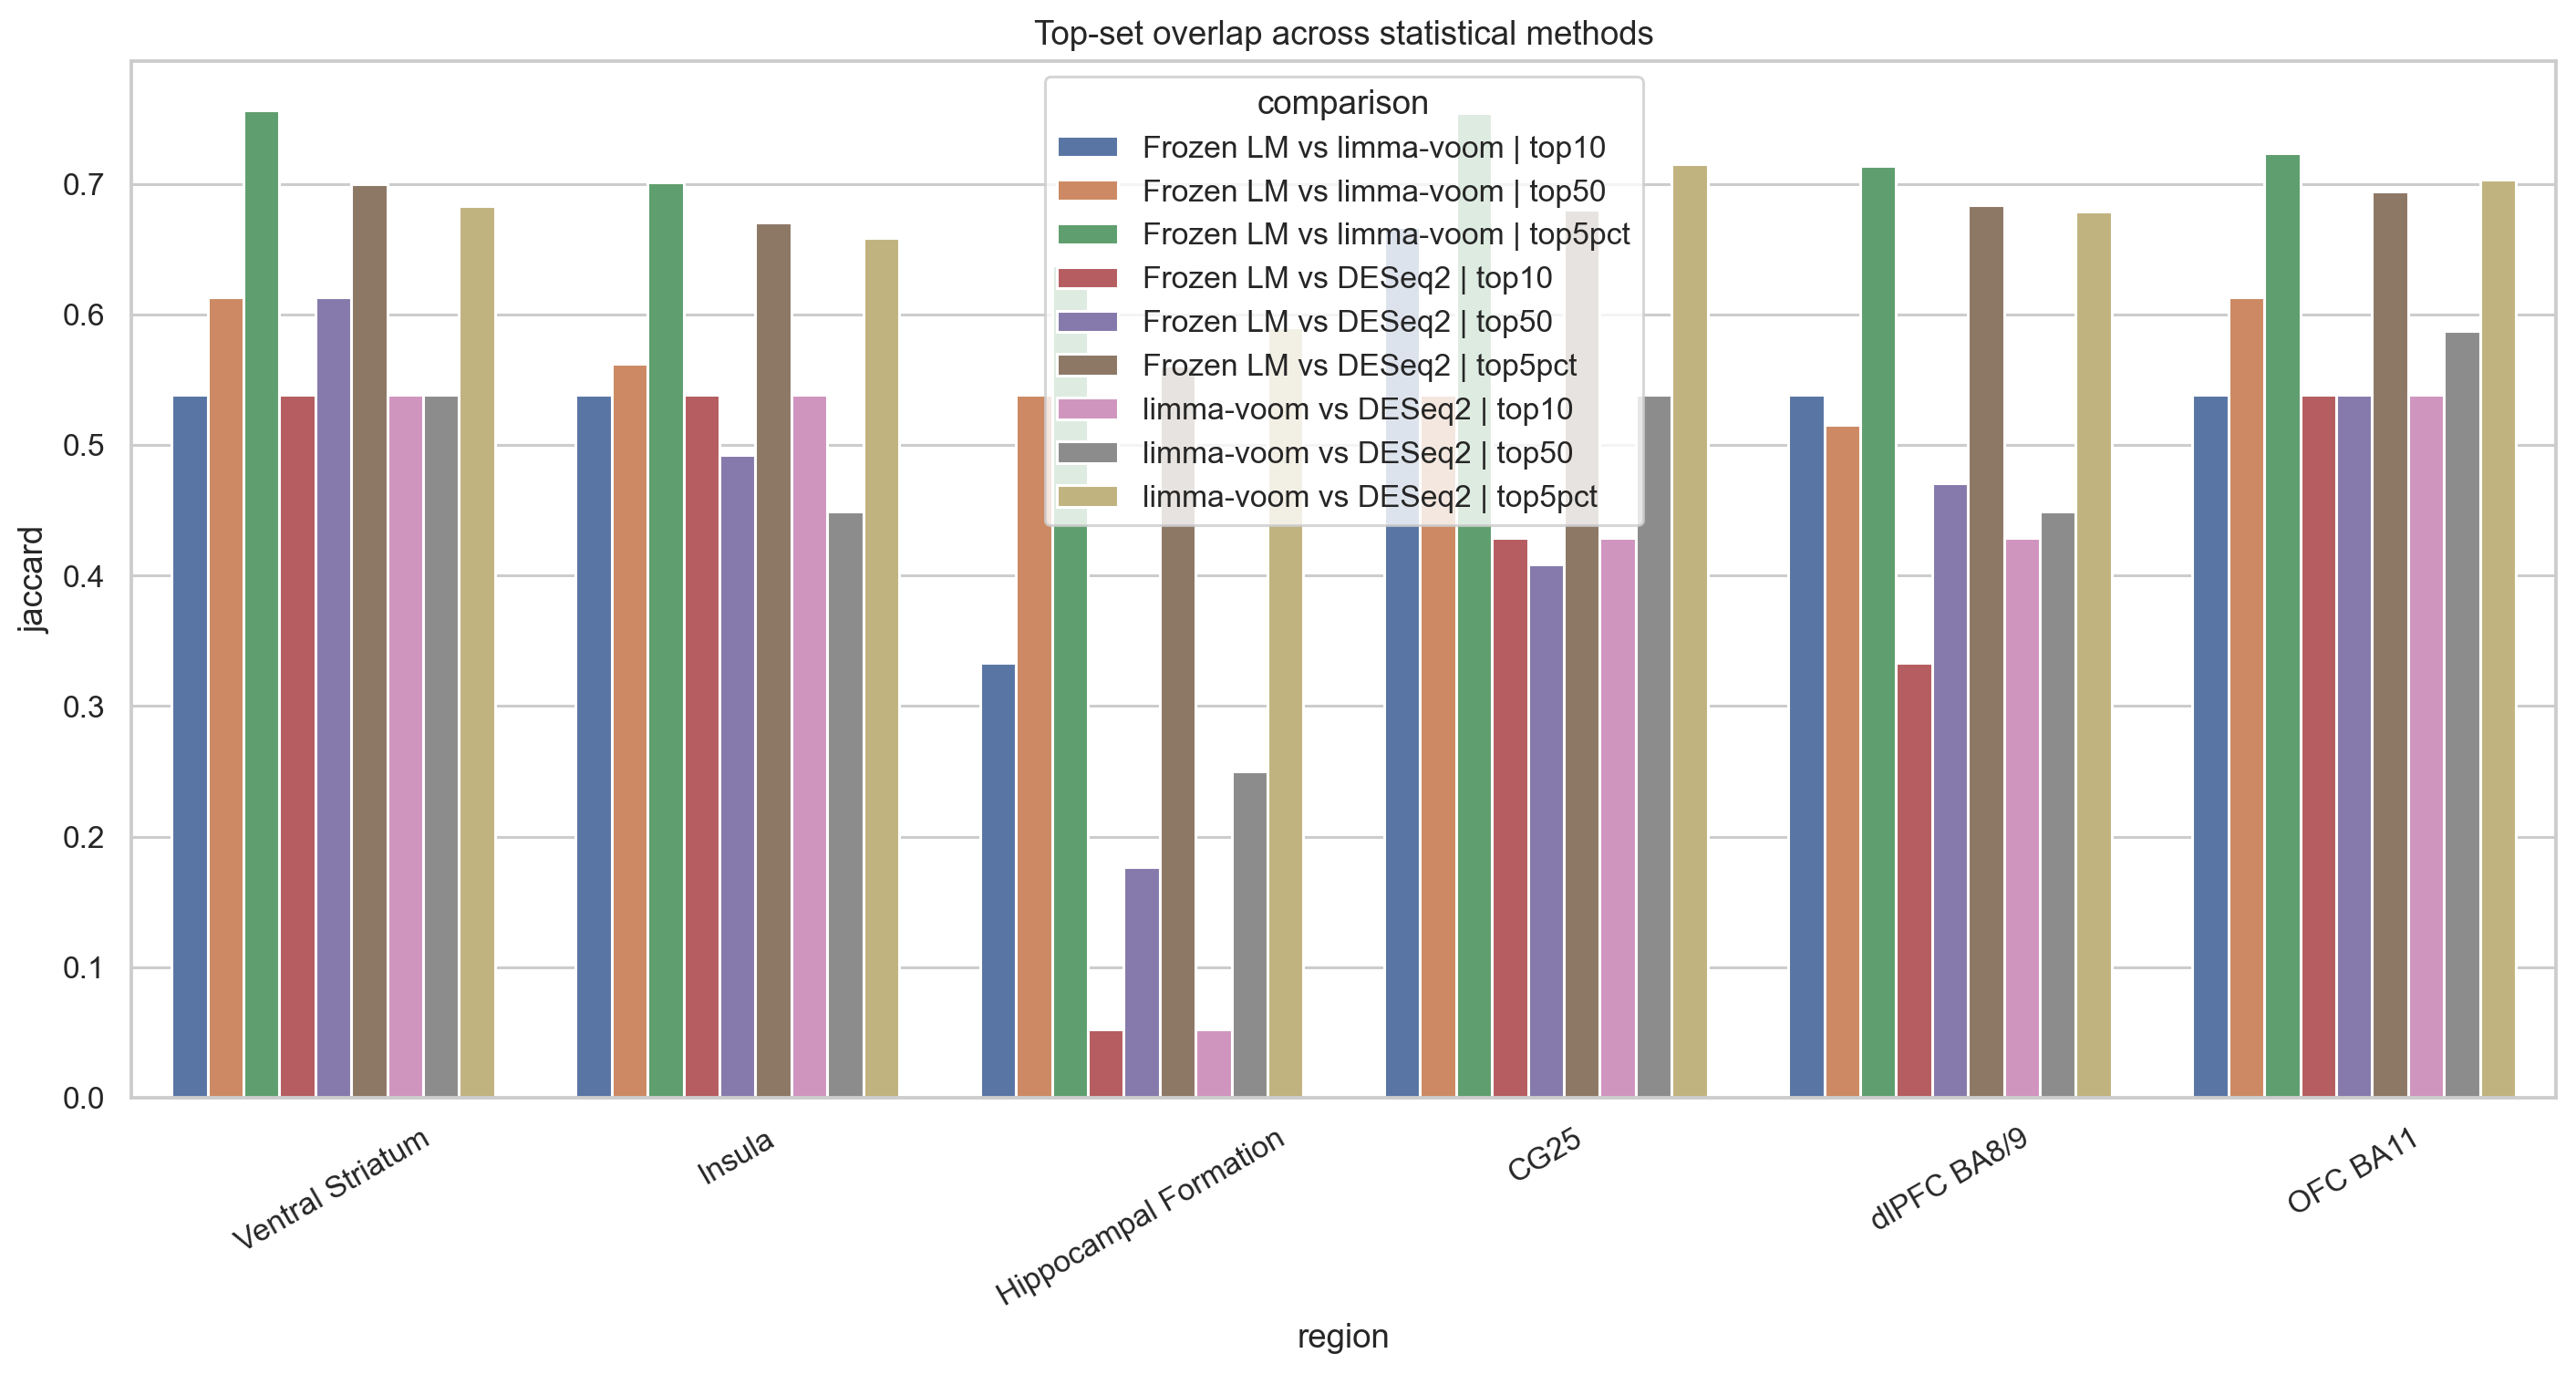 Top-set overlap across statistical methods
comparison
Frozen LM vs limma-voom | top10
Frozen LM vs limma-voom | top50
Frozen LM vs limma-voom | top5pct
Frozen LM vs DESeq2 | top10
Frozen LM vs DESeq2 | top50
Frozen LM vs DESeq2 | top5pct
limma-voom vs DESeq2 | top10
limma-voom vs DESeq2 | top50
limma-voom vs DESeq2 | top5pct
jaccard
0.7
0.6
0.5
0.4
0.3
0.2
0.1
0.0
Ventral Striatum
Insula
Hippocampal Formation
CG25
dlPFC BA8/9
OFC BA11
region